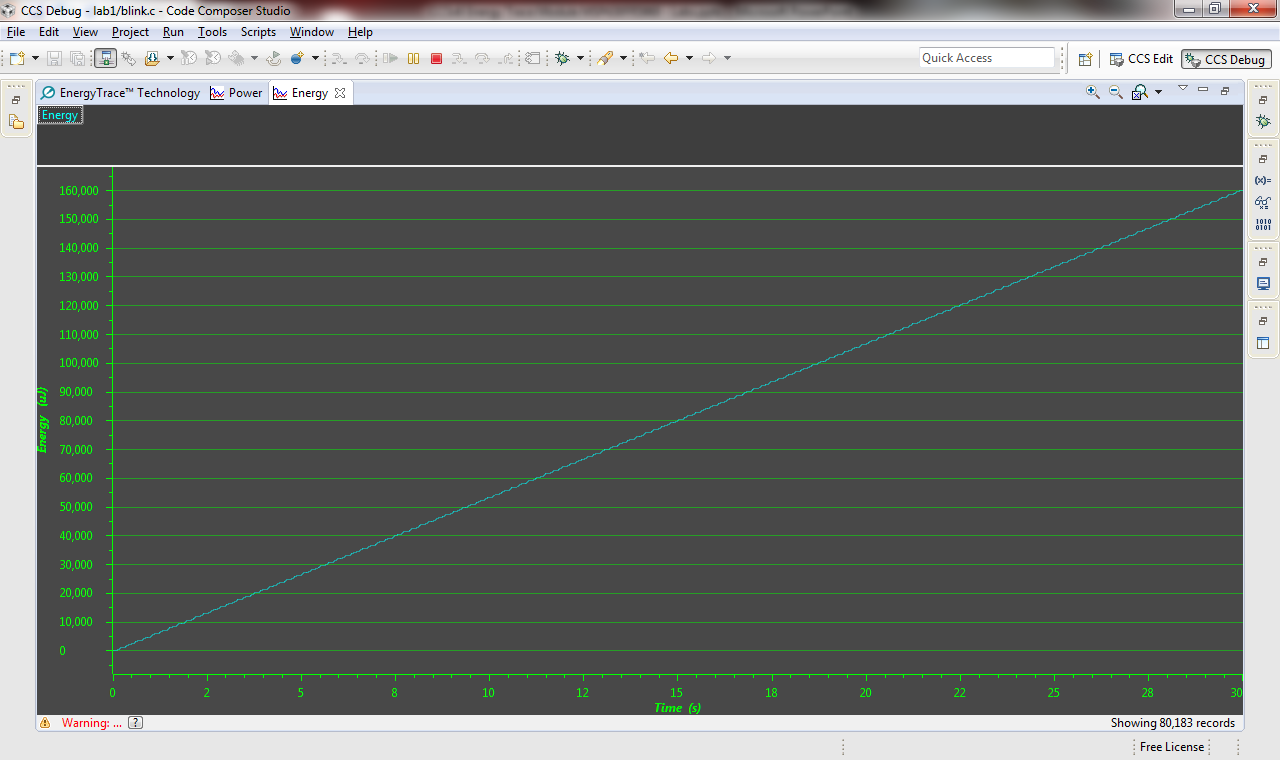 CCS Debug - lab1/blink.c - Code Composer Studio
File Edit View Project Run Tools Scripts Window Help
Quick Access
CCS Edit
CCS Debug
EnergyTrace™ Technology
Power
Energy
Energy
160,000
150,000
140,000
130,000
120,000
110,000
100,000
90,000
80,000
70,000
60,000
50,000
40,000
30,000
20,000
10,000
0
Energy (uJ)
0 2 5 8 10 12 15 18 20 22 25 28 30
Time (s)
Warning: ... ?
Showing 80,183 records
Free License
(x)=
1010
0101